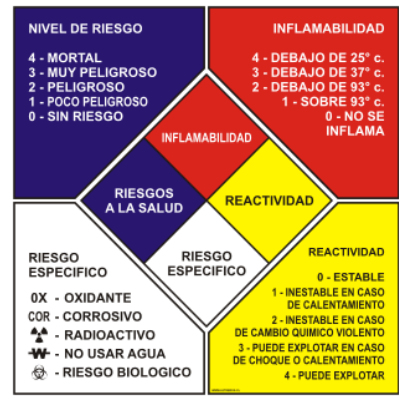 NIVEL DE RIESGO
4 - MORTAL
3 - MUY PELIGROSO
2 - PELIGROSO
1 - POCO PELIGROSO
0 - SIN RIESGO
INFLAMABILIDAD
4 - DEBAJO DE 25° c.
3 - DEBAJO DE 37° c.
2 - DEBAJO DE 93° c.
1 - SOBRE 93° c.
0 - NO SE
INFLAMA
INFLAMABILIDAD
RIESGOS
A LA SALUD
REACTIVIDAD
RIESGO
ESPECIFICO
RIESGO
ESPECIFICO
OX - OXIDANTE
COR - CORROSIVO
- RADIOACTIVO
W - NO USAR AGUA
- RIESGO BIOLOGICO
REACTIVIDAD
0 - ESTABLE
1 - INESTABLE EN CASO
DE CALENTAMIENTO
2 - INESTABLE EN CASO
DE CAMBIO QUIMICO VIOLENTO
3 - PUEDE EXPLOTAR EN CASO
DE CHOQUE O CALENTAMIENTO
4 - PUEDE EXPLOTAR